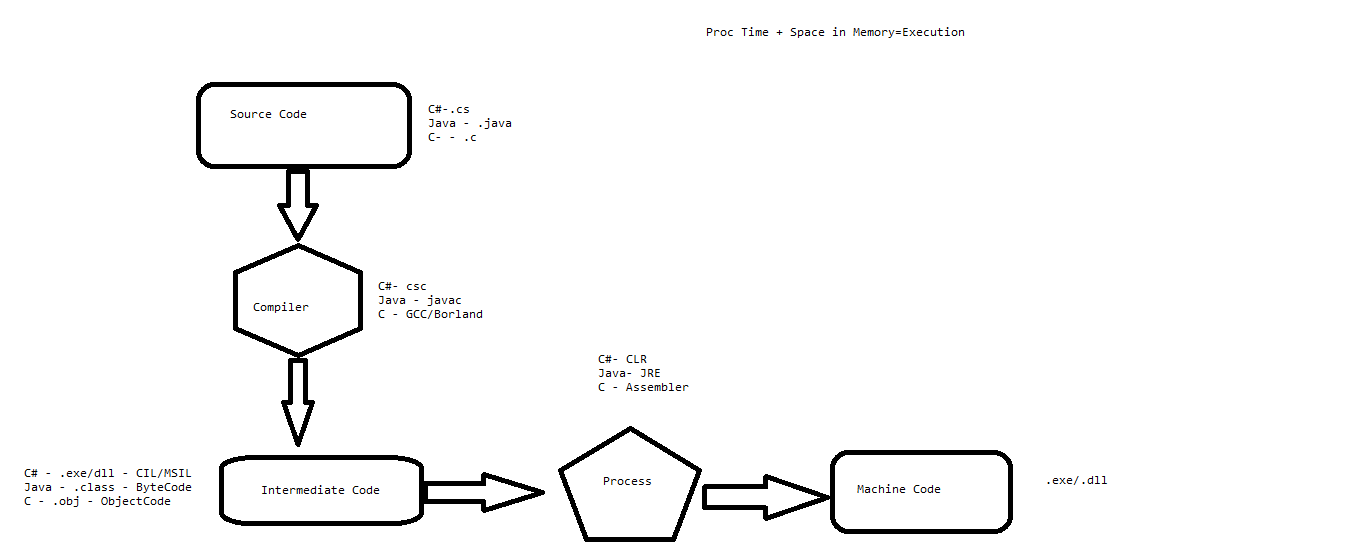 Proc Time + Space in Memory=Execution
Source Code
C#-.cs
Java - .java
C- - .c
Compiler
C#- csc
Java - javac
C - GCC/Borland
C#- CLR
Java- JRE
C - Assembler
C# - .exe/dll - CIL/MSIL
Java - .class - ByteCode
C - .obj - ObjectCode
Intermediate Code
Process
Machine Code
.exe/.dll